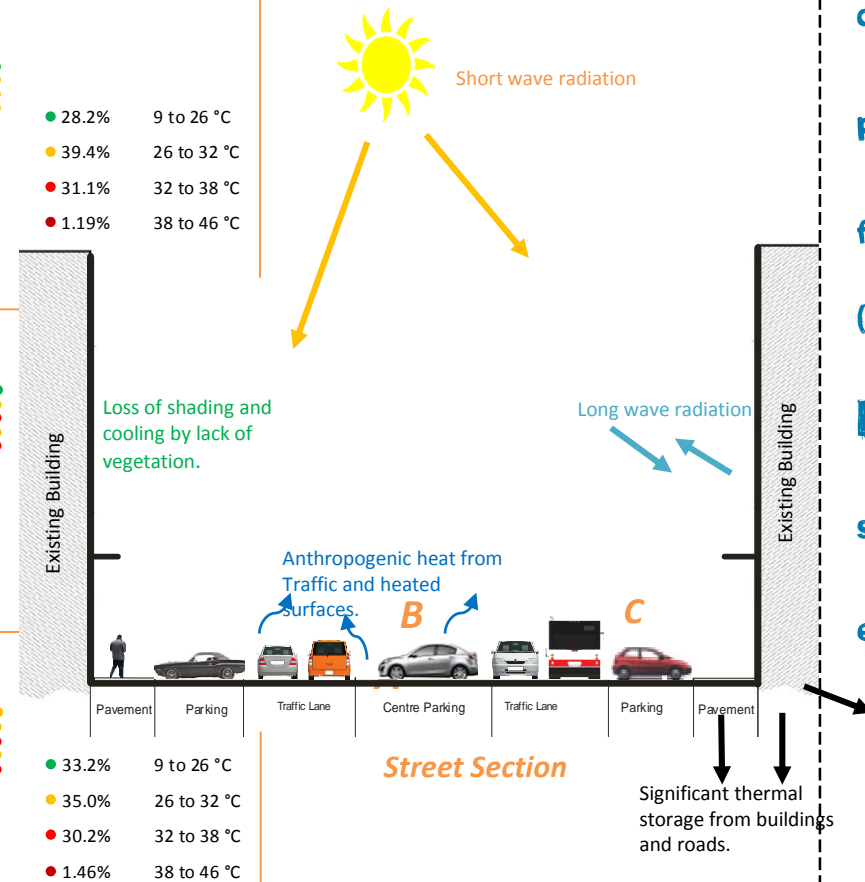 Short wave radiation
28.2% 9 to 26 °C
39.4% 26 to 32 °C
31.1% 32 to 38 °C
1.19% 38 to 46 °C
Loss of shading and
cooling by lack of
vegetation.
Long wave radiation
Existing Building
Existing Building
Anthropogenic heat from
Traffic and heated
surfaces.
B
C
Pavement Parking Traffic Lane Centre Parking Traffic Lane Parking Pavement
Street Section
33.2% 9 to 26 °C
35.0% 26 to 32 °C
30.2% 32 to 38 °C
1.46% 38 to 46 °C
Significant thermal
storage from buildings
and roads.